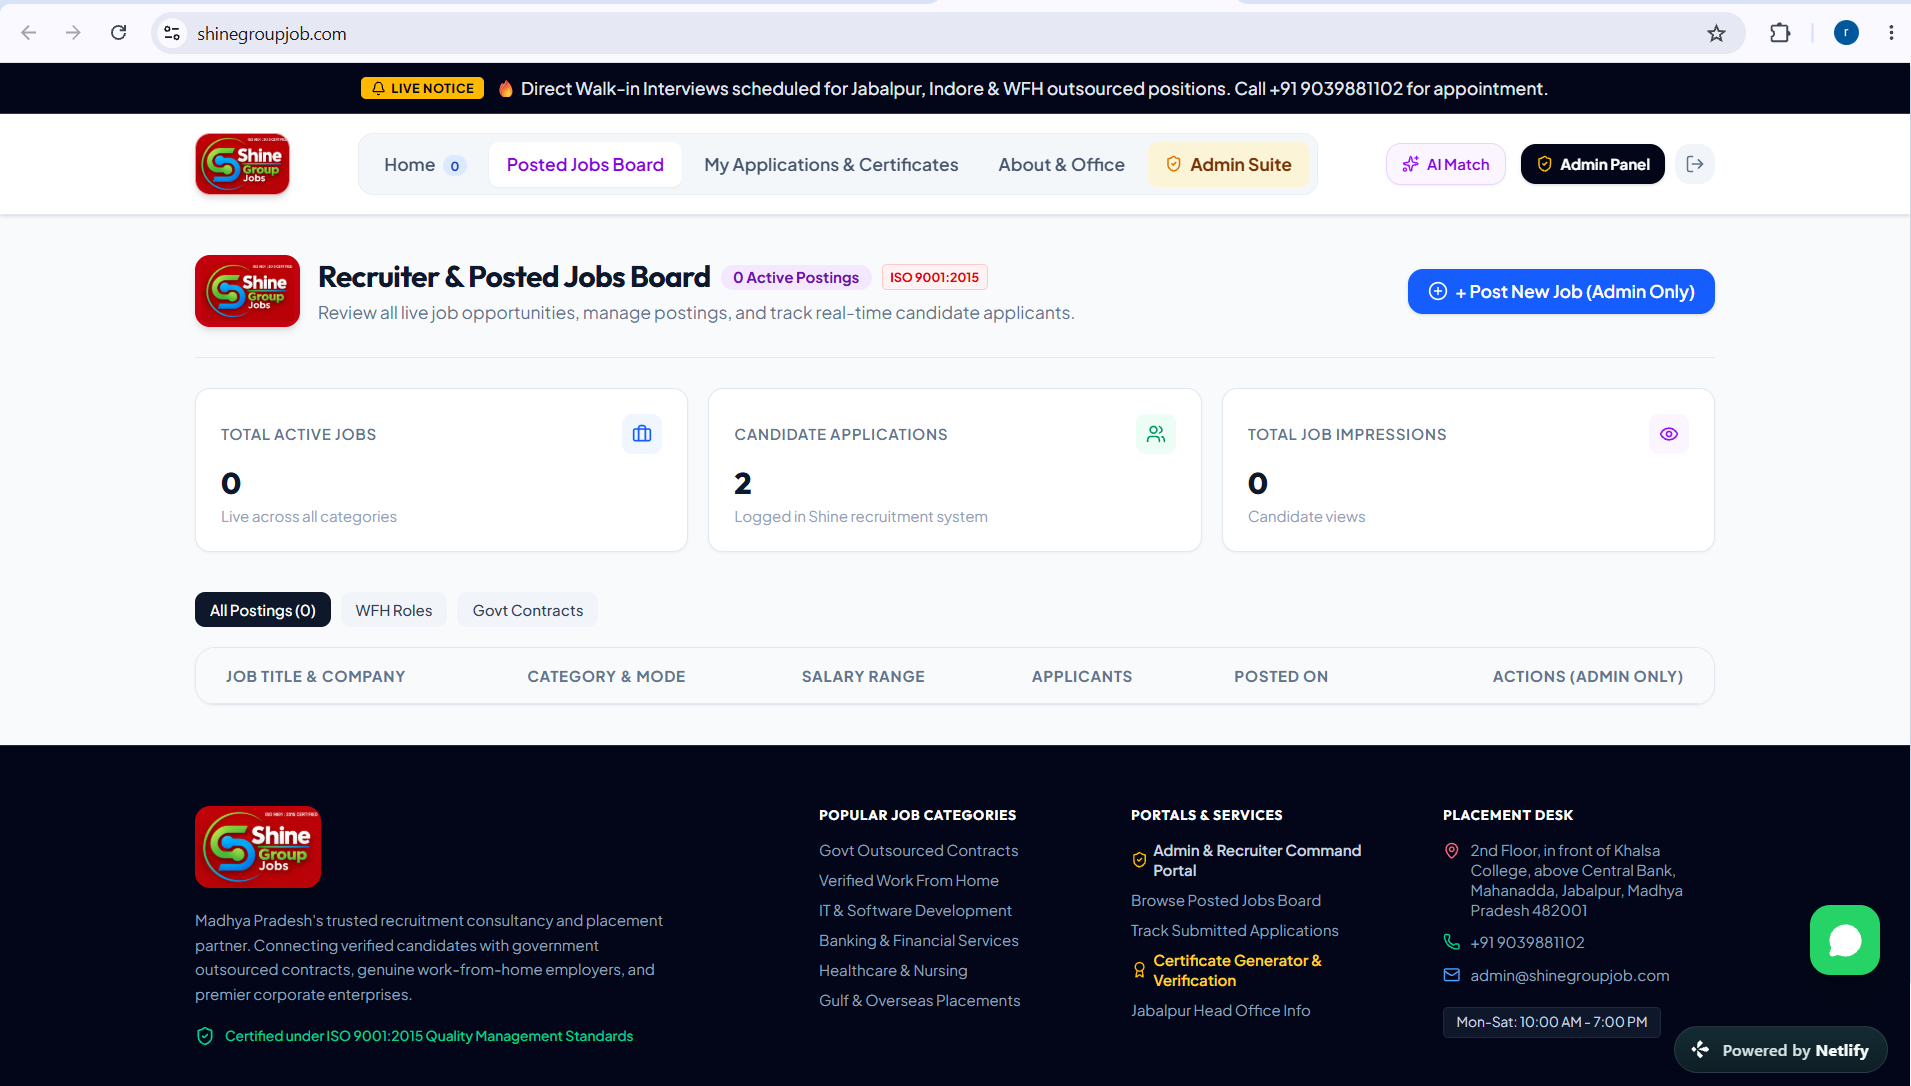 shinegroupjob.com
r
LIVE NOTICE 🔥 Direct Walk-in Interviews scheduled for Jabalpur, Indore & WFH outsourced positions. Call +91 9039881102 for appointment.
Shine
Group
Jobs
Home 0 Posted Jobs Board My Applications & Certificates About & Office Admin Suite AI Match Admin Panel
Shine
Group
Jobs
Recruiter & Posted Jobs Board 0 Active Postings ISO 9001:2015
Review all live job opportunities, manage postings, and track real-time candidate applicants.
+ Post New Job (Admin Only)
TOTAL ACTIVE JOBS
0
Live across all categories
CANDIDATE APPLICATIONS
2
Logged in Shine recruitment system
TOTAL JOB IMPRESSIONS
0
Candidate views
All Postings (0) WFH Roles Govt Contracts
JOB TITLE & COMPANY CATEGORY & MODE SALARY RANGE APPLICANTS POSTED ON ACTIONS (ADMIN ONLY)
Shine
Group
Jobs
Madhya Pradesh's trusted recruitment consultancy and placement
partner. Connecting verified candidates with government
outsourced contracts, genuine work-from-home employers, and
premier corporate enterprises.
Certified under ISO 9001:2015 Quality Management Standards
POPULAR JOB CATEGORIES
Govt Outsourced Contracts
Verified Work From Home
IT & Software Development
Banking & Financial Services
Healthcare & Nursing
Gulf & Overseas Placements
PORTALS & SERVICES
Admin & Recruiter Command
Portal
Browse Posted Jobs Board
Track Submitted Applications
Certificate Generator &
Verification
Jabalpur Head Office Info
PLACEMENT DESK
2nd Floor, in front of Khalsa
College, above Central Bank,
Mahanadda, Jabalpur, Madhya
Pradesh 482001
+91 9039881102
admin@shinegroupjob.com
Mon-Sat: 10:00 AM - 7:00 PM
Powered by Netlify